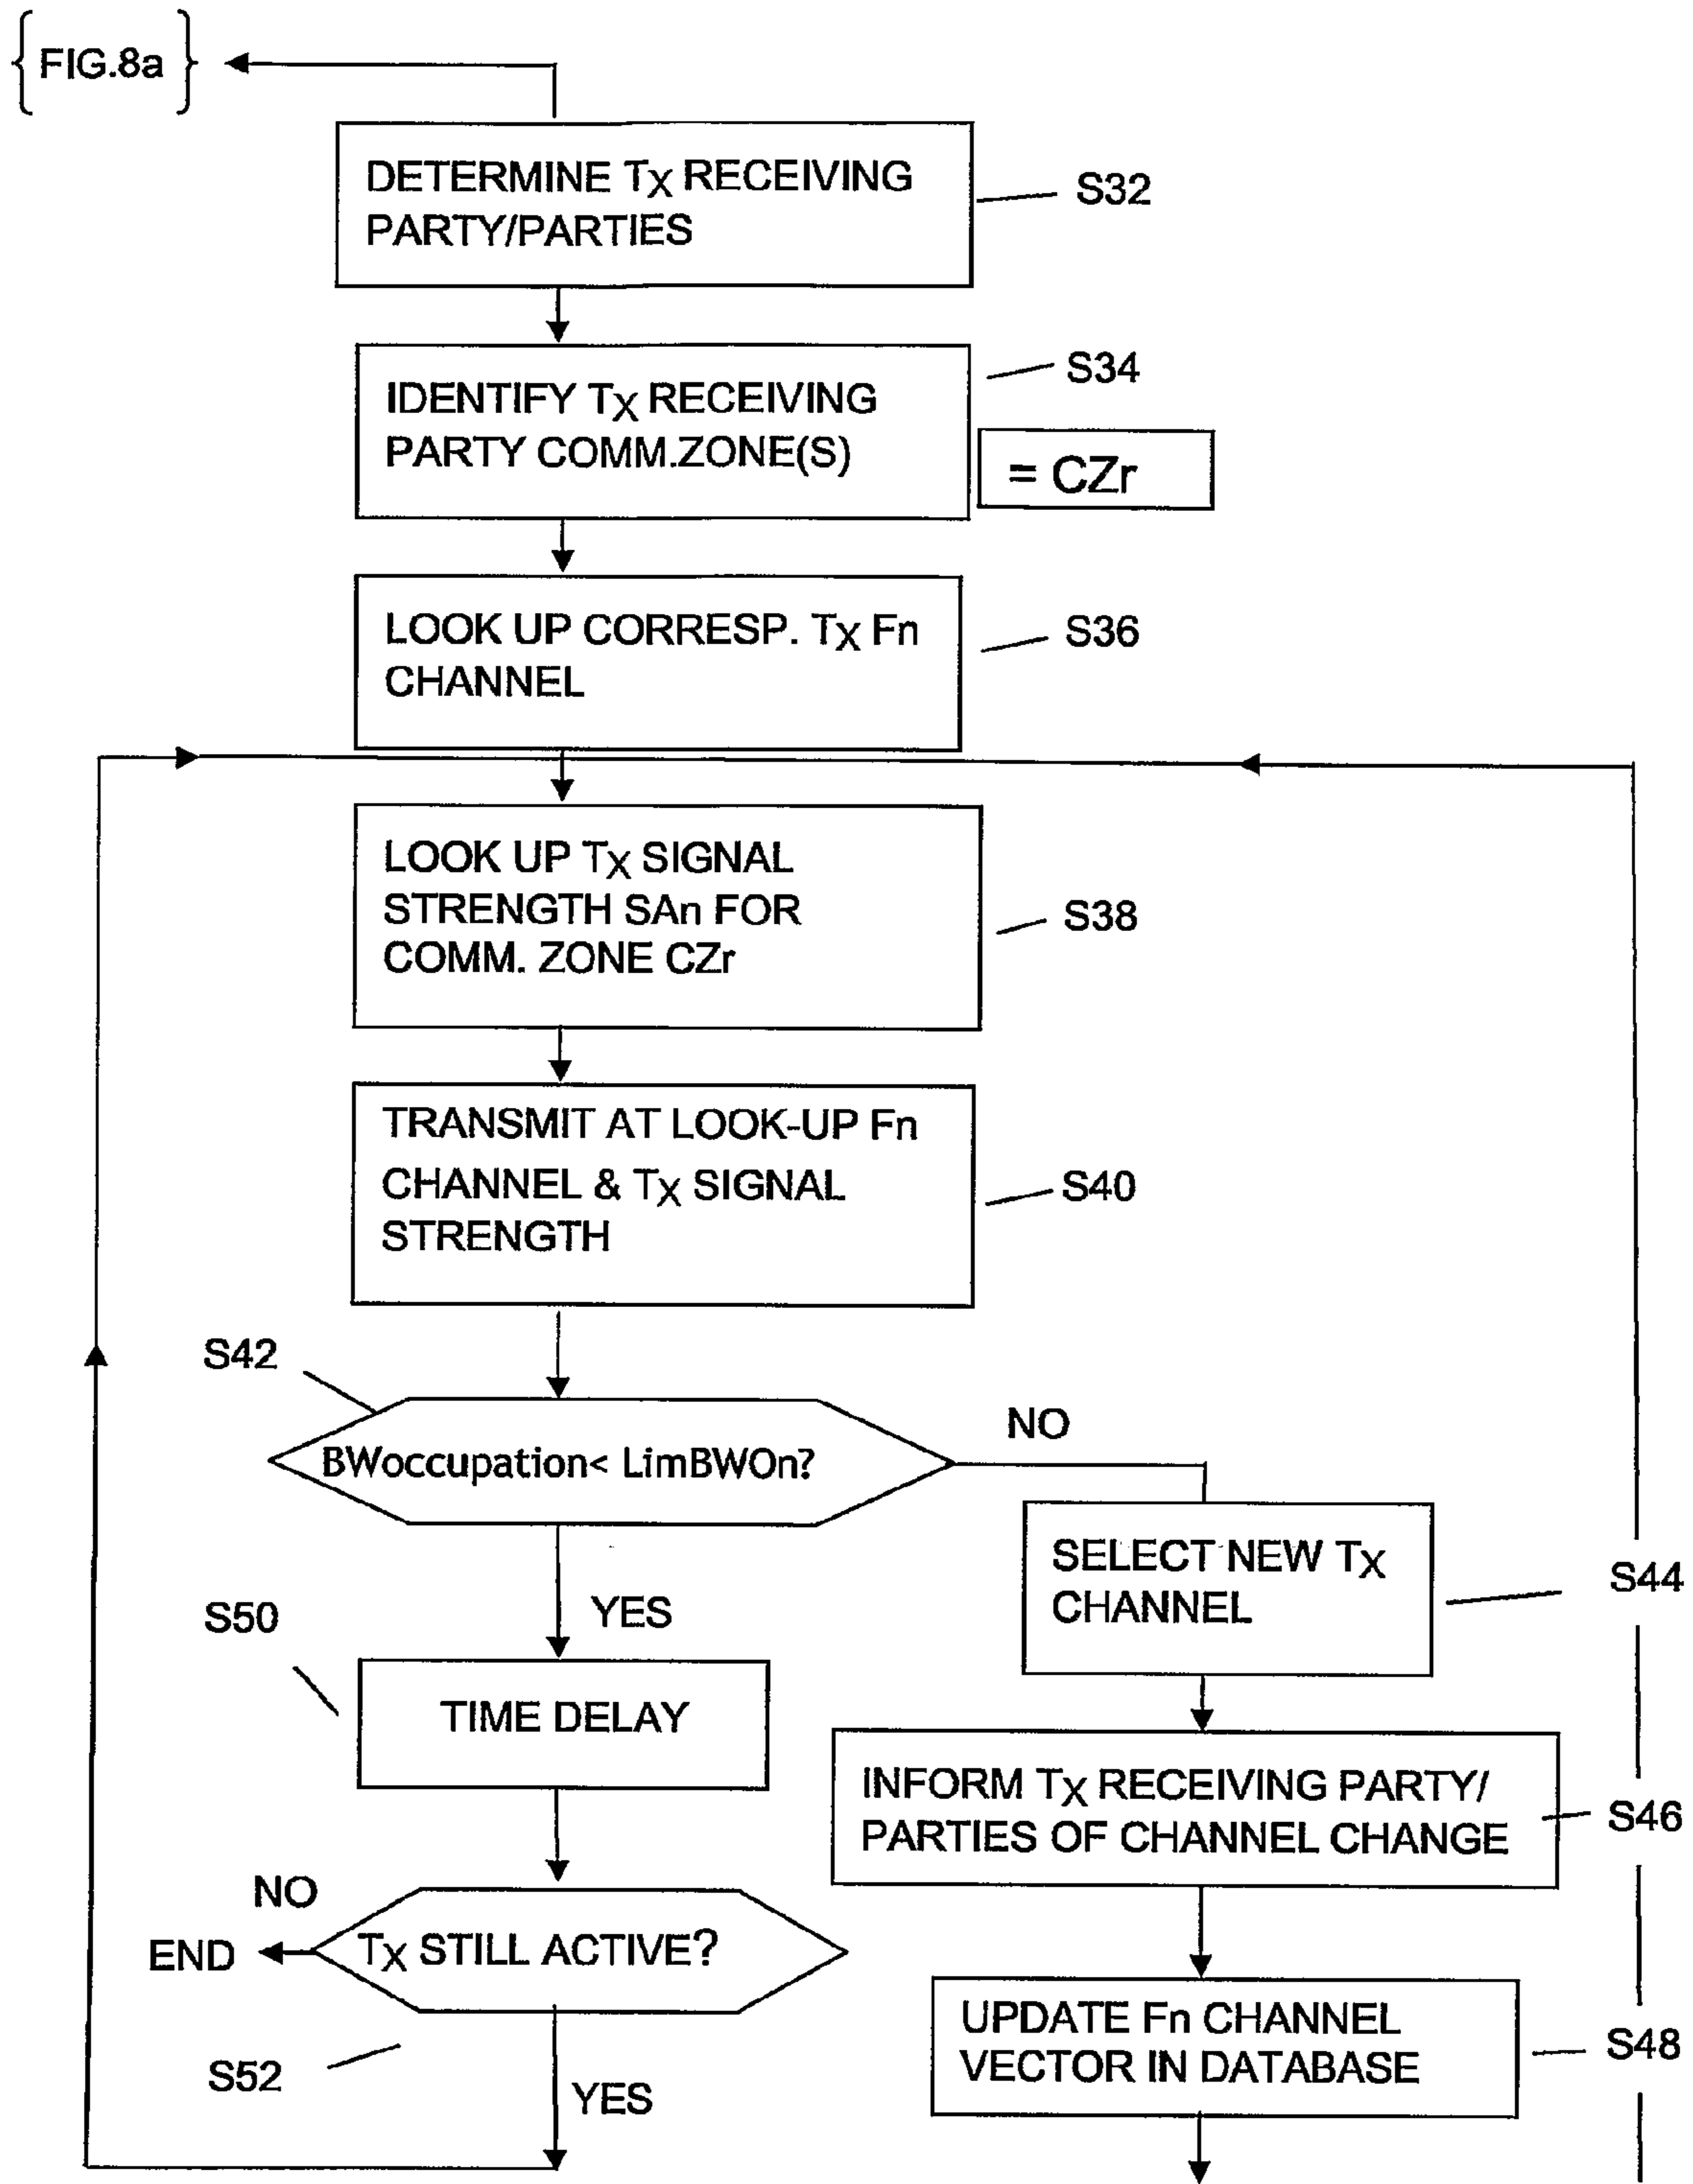 {FIG.8a}
DETERMINE TX RECEIVING
PARTY/PARTIES
S32
IDENTIFY TX RECEIVING
PARTY COMM.ZONE(S)
S34
= CZr
LOOK UP CORRESP. TX Fn
CHANNEL
S36
LOOK UP TX SIGNAL
STRENGTH SAn FOR
COMM. ZONE CZr
S38
TRANSMIT AT LOOK-UP Fn
CHANNEL & TX SIGNAL
STRENGTH
S40
S42
BWoccupation< LimBWOn?
NO
YES
SELECT NEW TX
CHANNEL
S44
S50
TIME DELAY
INFORM TX RECEIVING PARTY/
PARTIES OF CHANNEL CHANGE
S46
NO
END
TX STILL ACTIVE?
S52
YES
UPDATE Fn CHANNEL
VECTOR IN DATABASE
S48